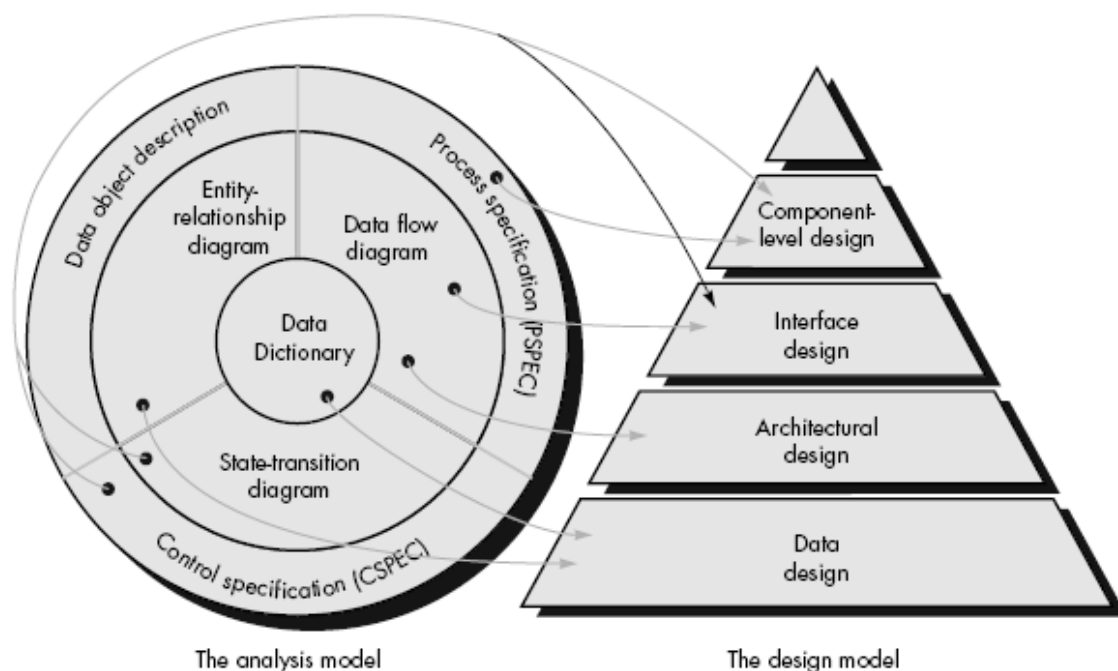 Data object description
Process specification (PSPEC)
Entity-
relationship
diagram
Data flow
diagram
Data
Dictionary
State-transition
diagram
Control specification (CSPEC)
The analysis model
Component-
level design
Interface
design
Architectural
design
Data
design
The design model